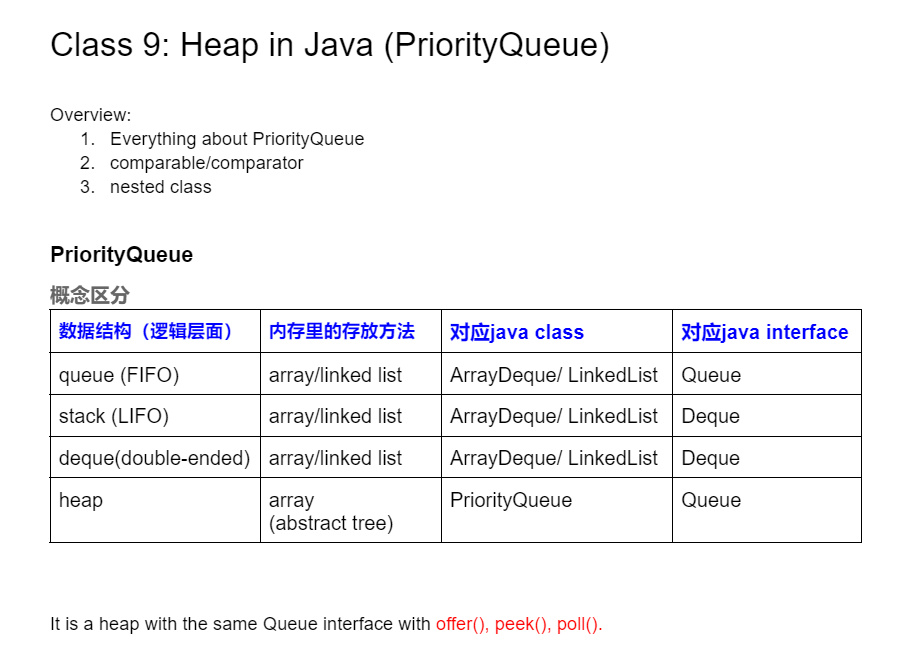 Class 9: Heap in Java (PriorityQueue)
Overview:
1. Everything about PriorityQueue
2. comparable/comparator
3. nested class
PriorityQueue
概念区分
数据结构（逻辑层面） 内存里的存放方法 对应java class 对应java interface
queue (FIFO) array/linked list ArrayDeque/ LinkedList Queue
stack (LIFO) array/linked list ArrayDeque/ LinkedList Deque
deque(double-ended) array/linked list ArrayDeque/ LinkedList Deque
heap array PriorityQueue Queue
(abstract tree)
It is a heap with the same Queue interface with offer(), peek(), poll().